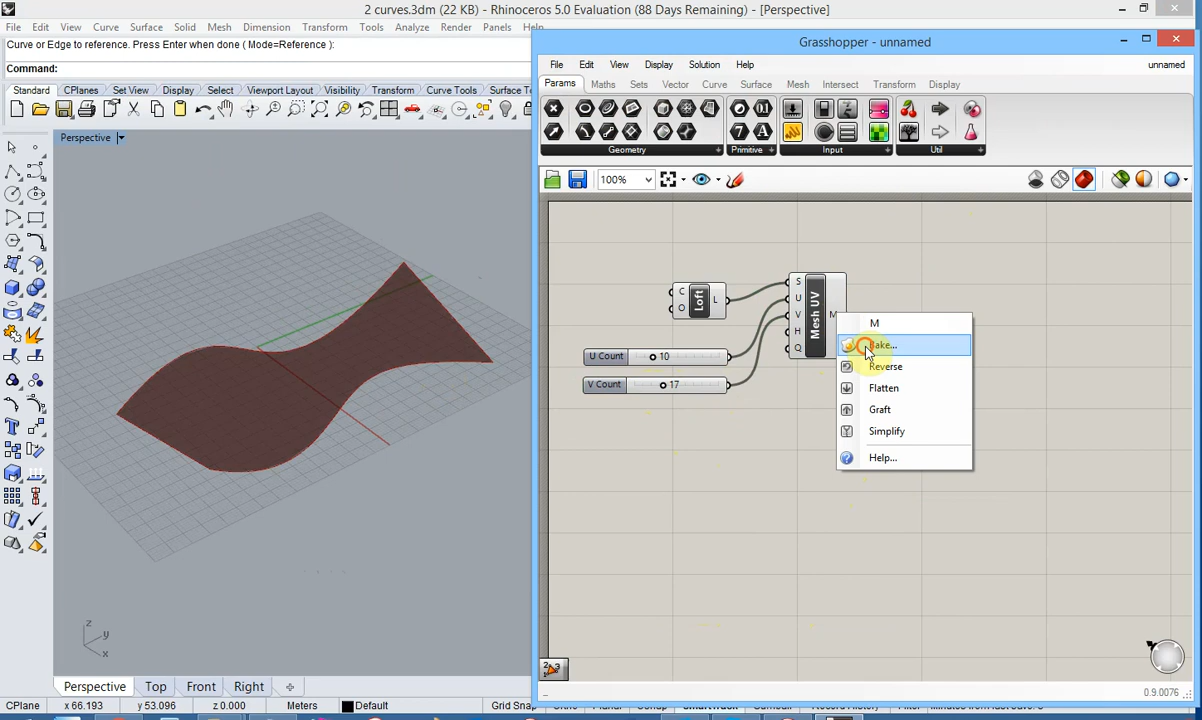 2 curves.3dm (22 KB) - Rhinoceros 5.0 Evaluation (88 Days Remaining) - [Perspective]
File Edit View Curve Surface Solid Mesh Dimension Transform Tools Analyze Render Panels Help
Curve or Edge to reference. Press Enter when done ( Mode=Reference ):
Command:
Standard CPlanes Set View Display Select Viewport Layout Visibility Transform Curve Tools Surface To
Perspective
z
y
x
Perspective Top Front Right
CPlane x 66.193 y 53.096 z 0.000 Meters Default Grid Snap
Grasshopper - unnamed
File Edit View Display Solution Help unnamed
Params Maths Sets Vector Curve Surface Mesh Intersect Transform Display
Geometry Primitive Input Util
100%
C
O
Loft
L
S
U
V
H
Q
Mesh UV
M
U Count 10
V Count 17
M
Bake...
Reverse
Flatten
Graft
Simplify
Help...
0.9.0076